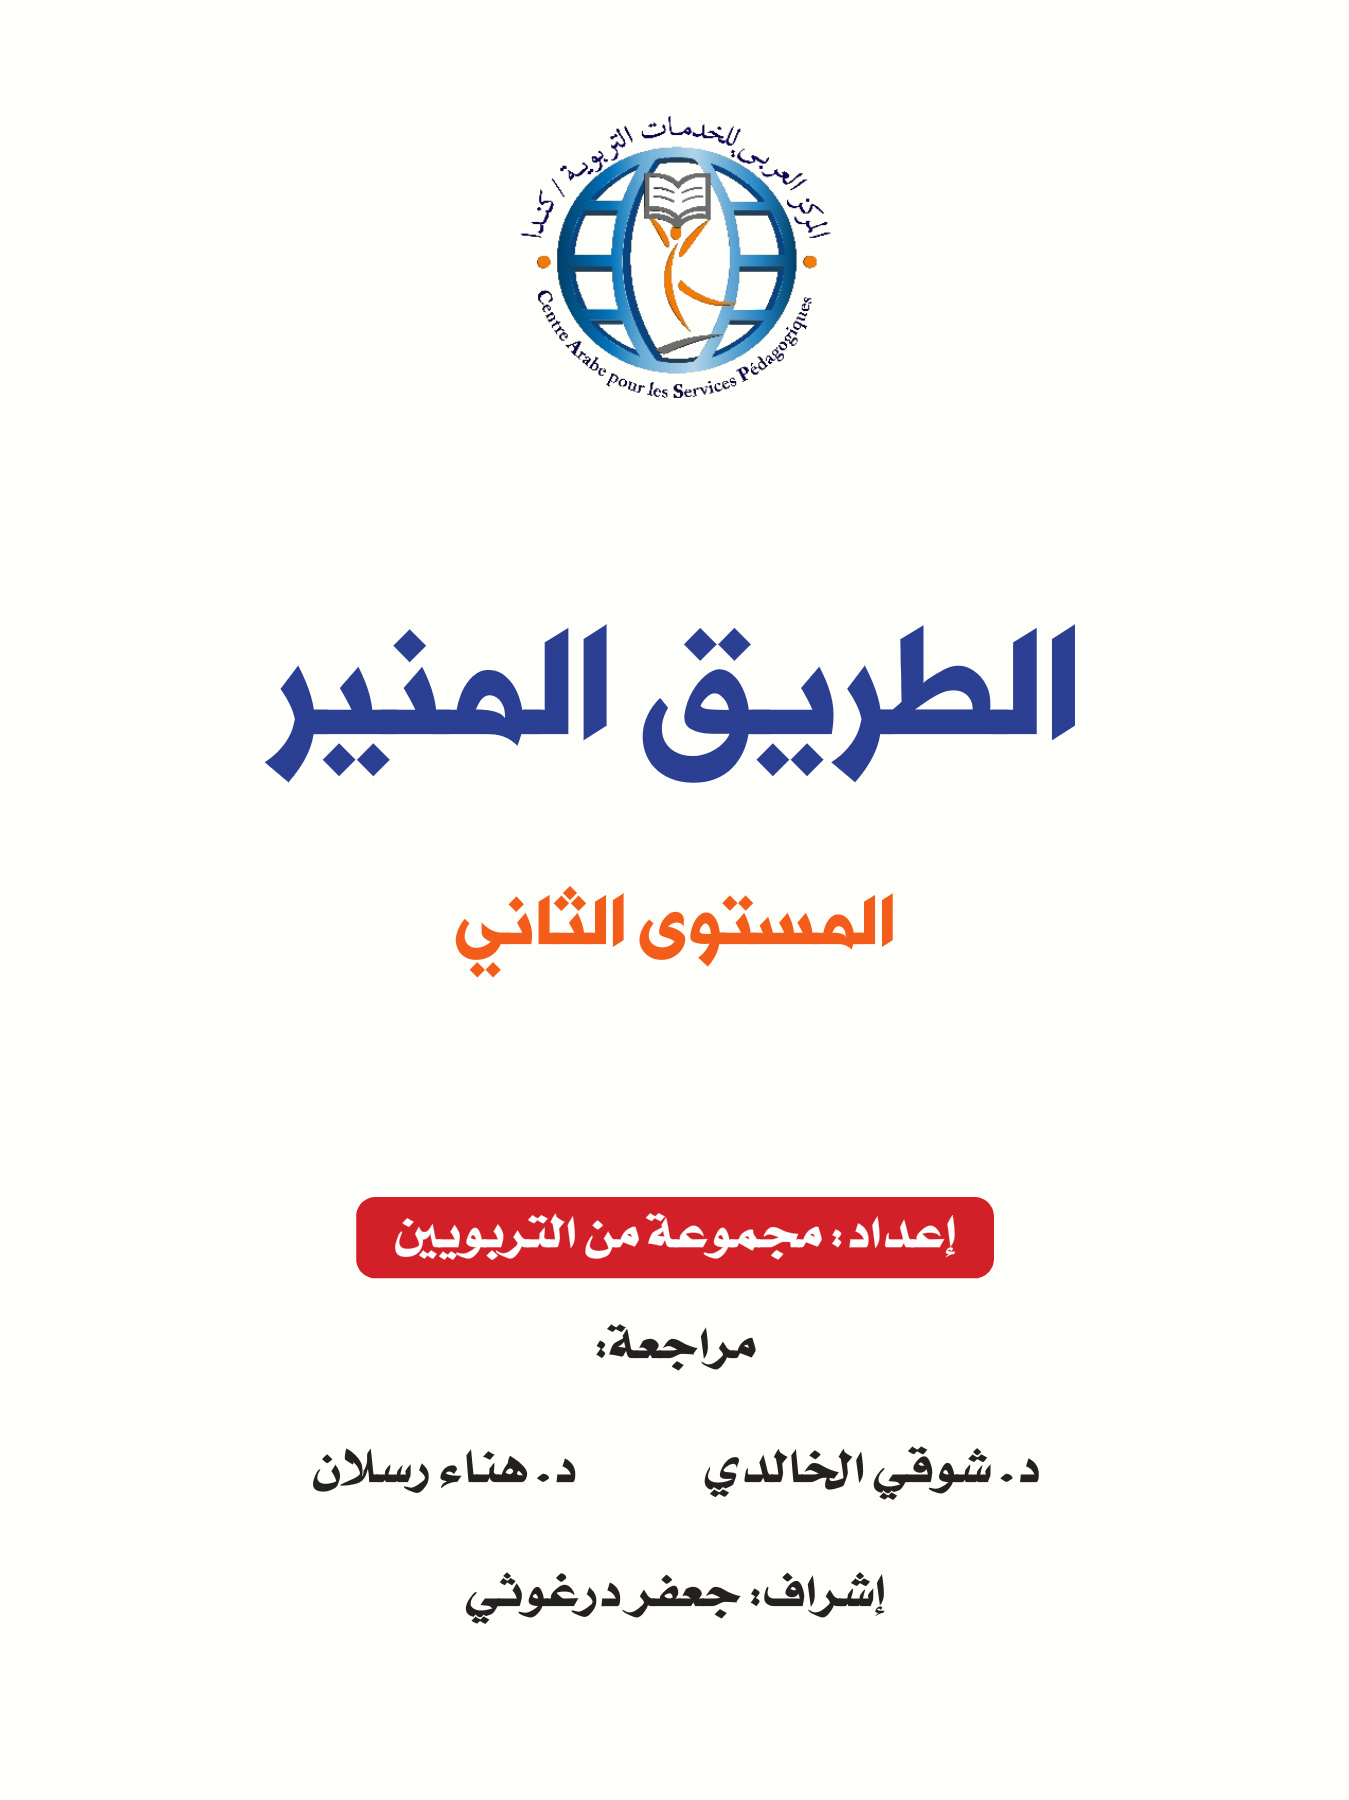 المركز العربي للخدمات التربوية / كندا
Centre Arabe pour les Services Pédagogiques
الطريق المنير
المستوى الثاني
إعداد: مجموعة من التربويين
مراجعة:
د. شوقي الخالدي د. هناء رسلان
إشراف: جعفر درغوثي